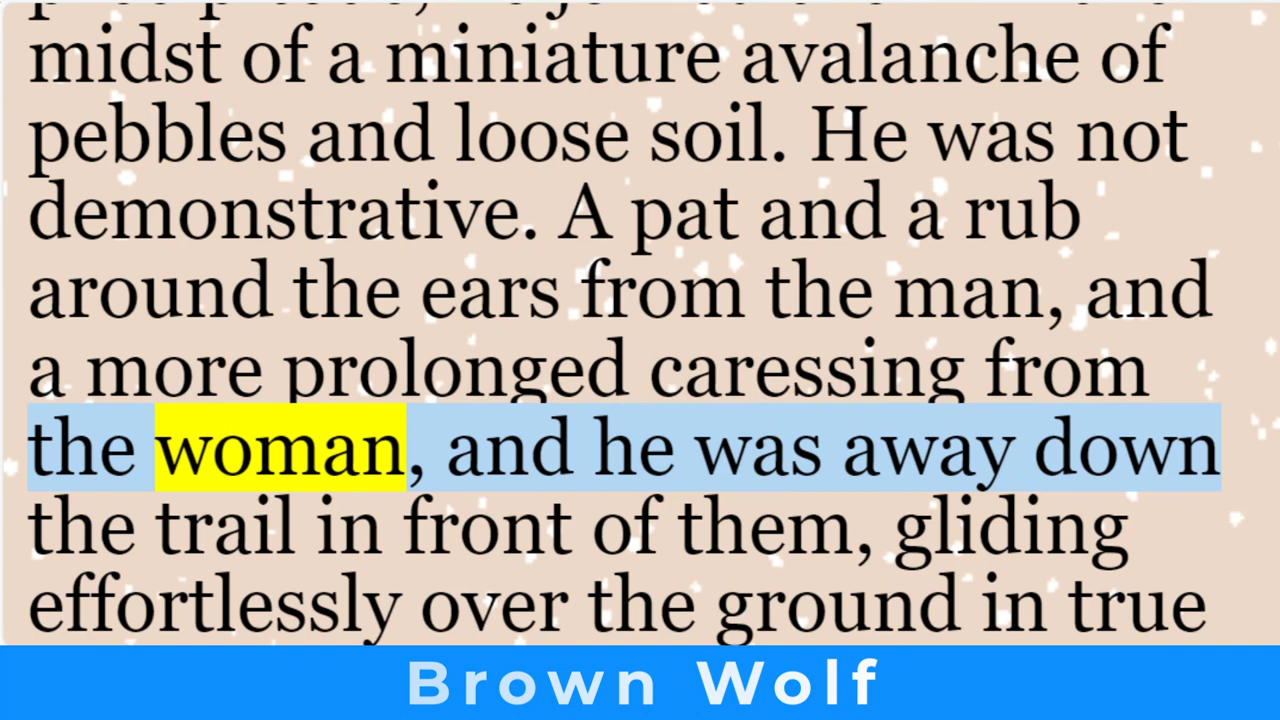 midst of a miniature avalanche of
pebbles and loose soil. He was not
demonstrative. A pat and a rub
around the ears from the man, and
a more prolonged caressing from
the woman, and he was away down
the trail in front of them, gliding
effortlessly over the ground in true
Brown Wolf